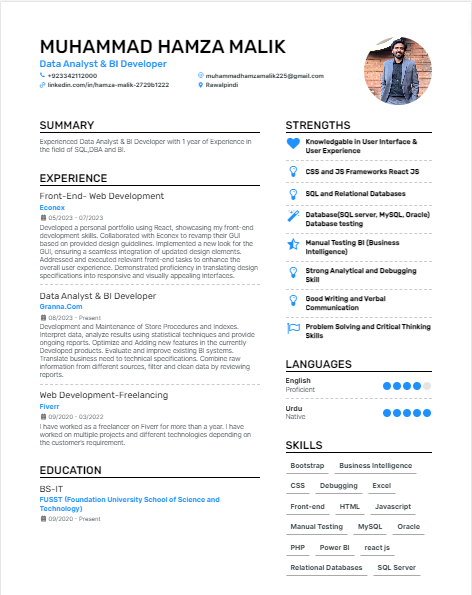 MUHAMMAD HAMZA MALIK
Data Analyst & BI Developer
+923342112000
muhammadhamzamalik225@gmail.com
linkedin.com/in/hamza-malik-2729b1222
Rawalpindi
SUMMARY
Experienced Data Analyst & BI Developer with 1 year of Experience in
the field of SQL,DBA and BI.
EXPERIENCE
Front-End- Web Development
Econex
05/2023 - 07/2023
Developed a personal portfolio using React, showcasing my front-end
development skills. Collaborated with Econex to revamp their GUI
based on provided design guidelines. Implemented a new look for the
GUI, ensuring a seamless integration of updated design elements.
Addressed and executed relevant front-end tasks to enhance the
overall user experience. Demonstrated proficiency in translating design
specifications into responsive and visually appealing interfaces.
Data Analyst & BI Developer
Granna.Com
08/2023 - Present
Development and Maintenance of Store Procedures and Indexes.
Interpret data, analyze results using statistical techniques and provide
ongoing reports. Optimize and Adding new features in the currently
Developed products. Evaluate and improve existing BI systems.
Translate business need to technical specifications. Combine raw
information from different sources, filter and clean data by reviewing
reports.
Web Development-Freelancing
Fiverr
09/2020 - 03/2022
I have worked as a freelancer on Fiverr for more than a year. I have
worked on multiple projects and different technologies depending on
the customer's requirement.
EDUCATION
BS-IT
FUSST (Foundation University School of Science and
Technology)
09/2020 - Present
STRENGTHS
Knowledgable in User Interface &
User Experience
CSS and JS Frameworks React JS
SQL and Relational Databases
Database(SQL server, MySQL, Oracle)
Database testing
Manual Testing BI (Business
Intelligence)
Strong Analytical and Debugging
Skill
Good Writing and Verbal
Communication
Problem Solving and Critical Thinking
Skills
LANGUAGES
English
Proficient
Urdu
Native
SKILLS
Bootstrap Business Intelligence
CSS Debugging Excel
Front-end HTML Javascript
Manual Testing MySQL Oracle
PHP Power BI react js
Relational Databases SQL Server